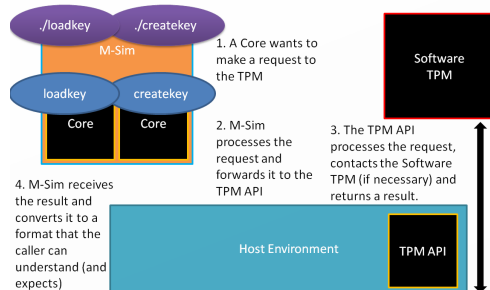 ./loadkey
./createkey
M-Sim
loadkey
createkey
Core
Core
1. A Core wants to
make a request to
the TPM
Software
TPM
2. M-Sim
processes the
request and
forwards it to the
TPM API
3. The TPM API
processes the request,
contacts the Software
TPM (if necessary) and
returns a result.
4. M-Sim receives
the result and
converts it to a
format that the
caller can
understand (and
expects)
Host Environment
TPM API